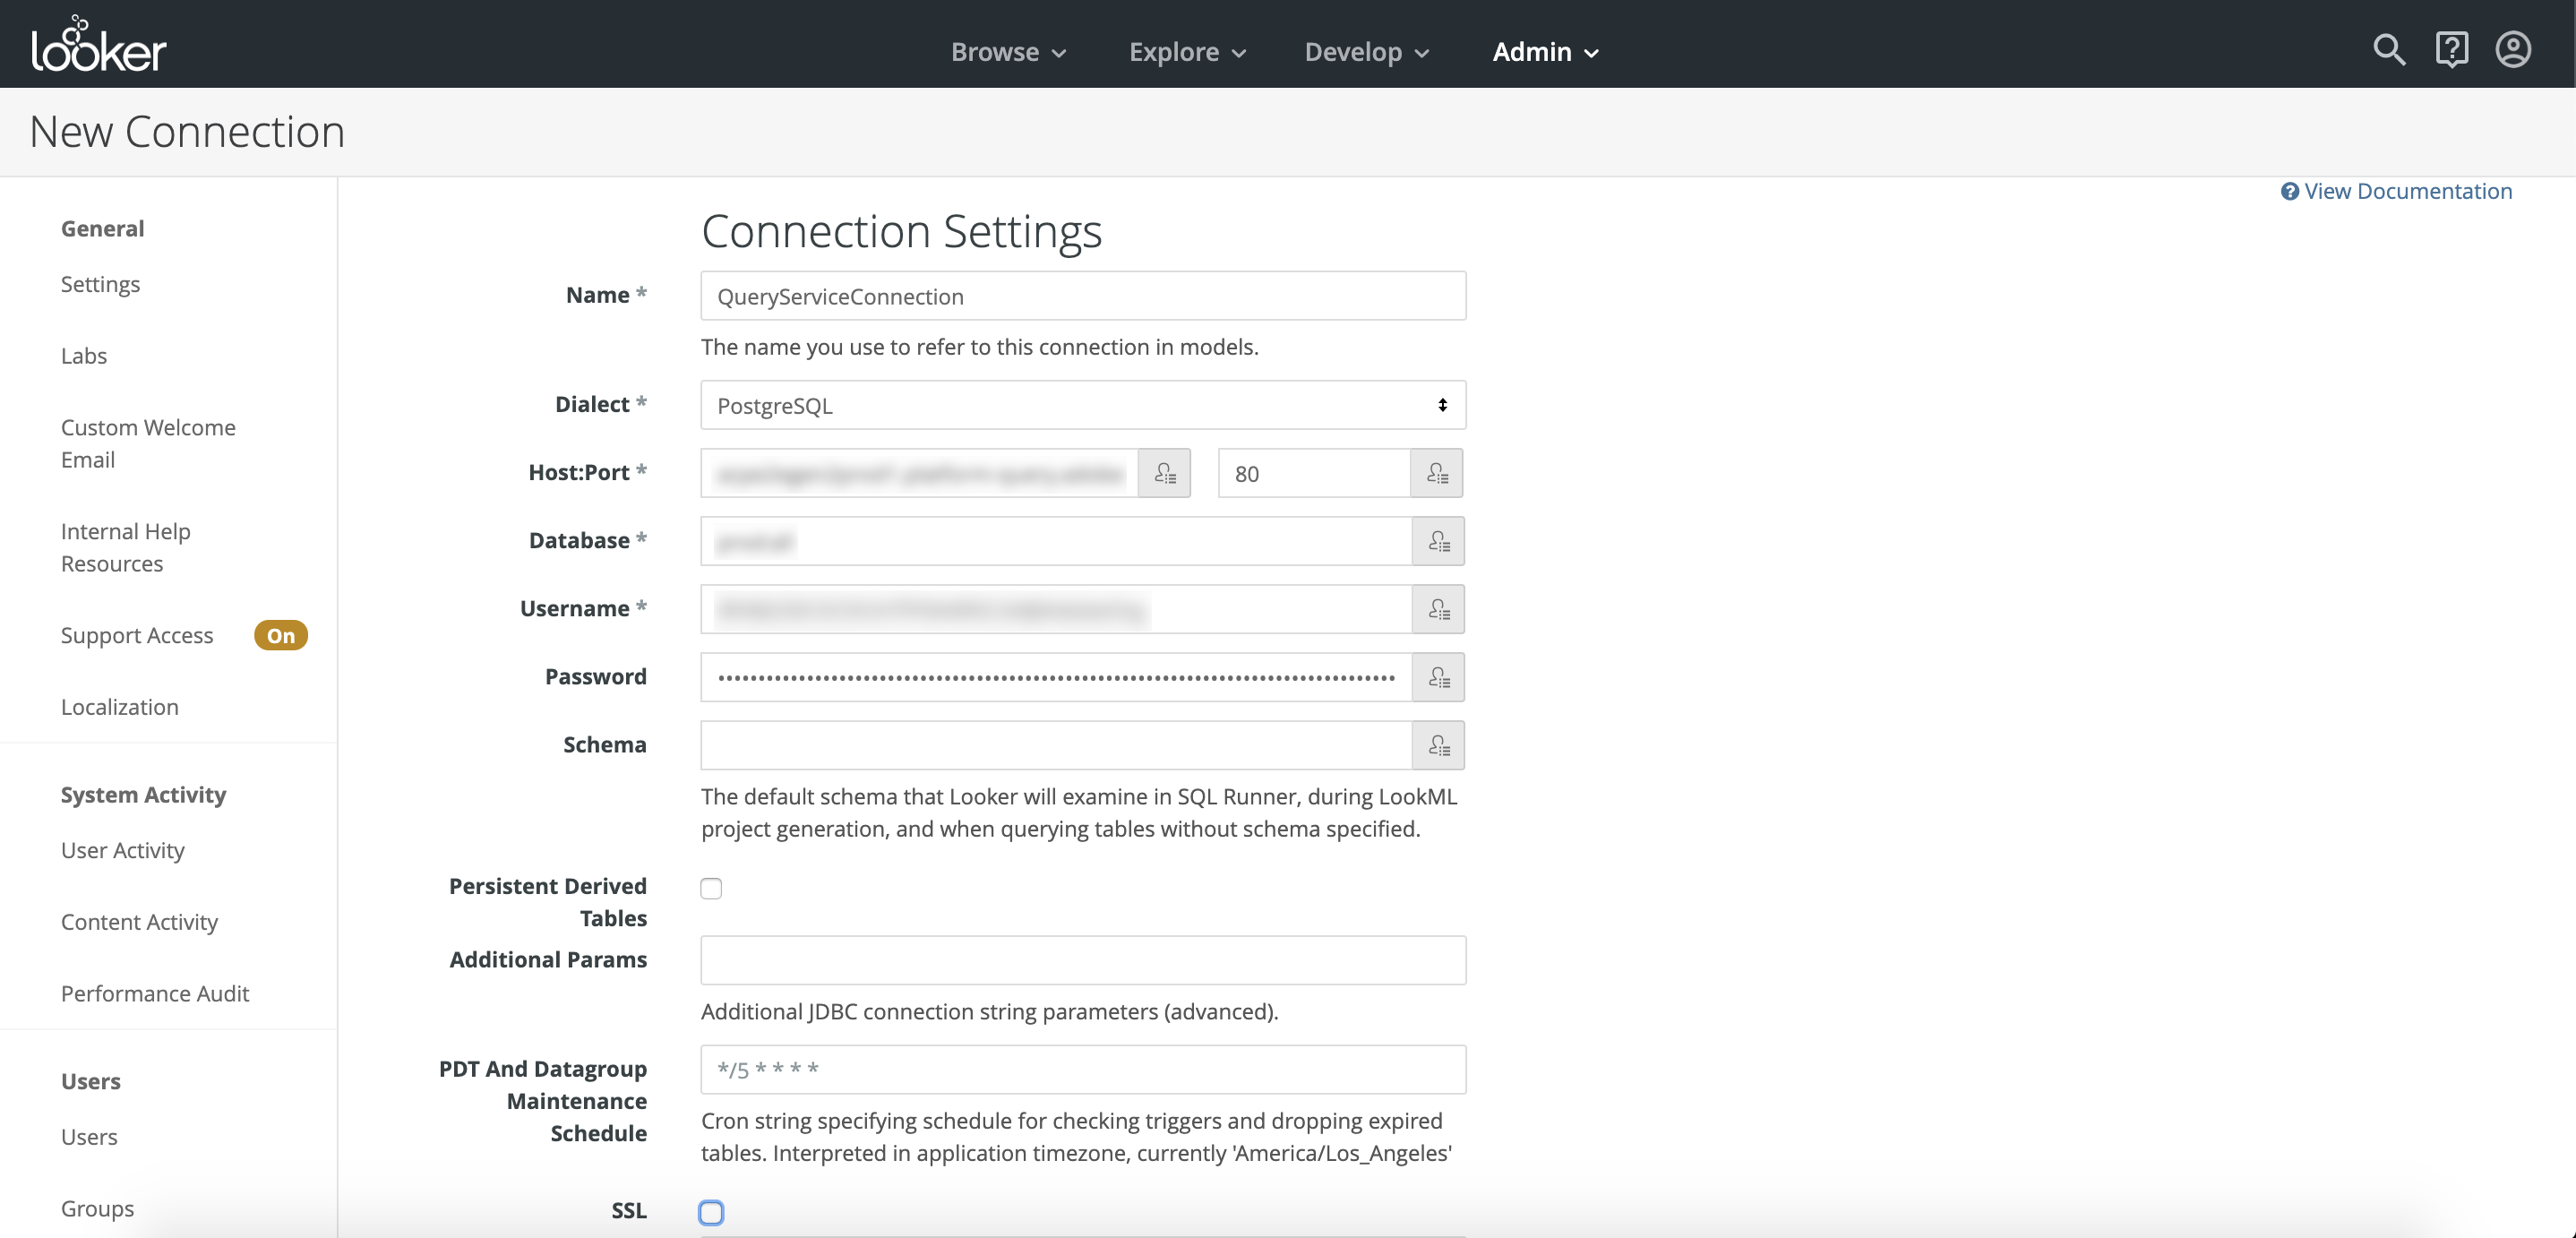 looker
Browse Explore Develop Admin
New Connection
View Documentation
General
Settings
Labs
Custom Welcome
Email
Internal Help
Resources
Support Access On
Localization
System Activity
User Activity
Content Activity
Performance Audit
Users
Users
Groups
Connection Settings
Name * QueryServiceConnection
The name you use to refer to this connection in models.
Dialect * PostgreSQL
Host:Port * 80
Database *
Username *
Password
Schema
The default schema that Looker will examine in SQL Runner, during LookML
project generation, and when querying tables without schema specified.
Persistent Derived
Tables
Additional Params
Additional JDBC connection string parameters (advanced).
PDT And Datagroup
Maintenance
Schedule
*/5 * * * *
Cron string specifying schedule for checking triggers and dropping expired
tables. Interpreted in application timezone, currently 'America/Los_Angeles'
SSL